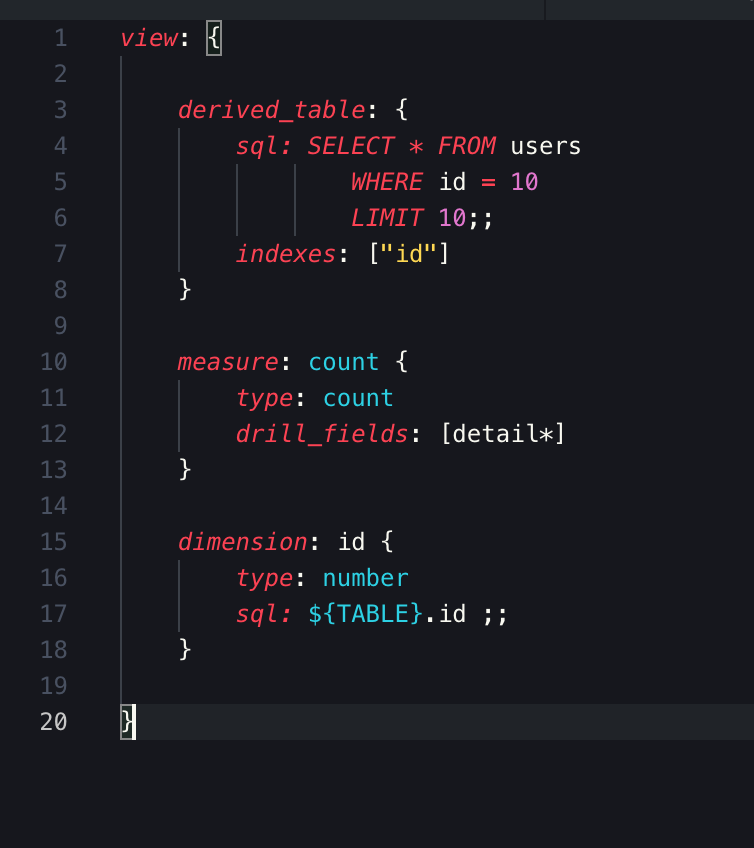 1 view: {
2
3     derived_table: {
4         sql: SELECT * FROM users
5                 WHERE id = 10
6                 LIMIT 10;;
7         indexes: ["id"]
8     }
9
10     measure: count {
11         type: count
12         drill_fields: [detail*]
13     }
14
15     dimension: id {
16         type: number
17         sql: ${TABLE}.id ;;
18     }
19
20 }